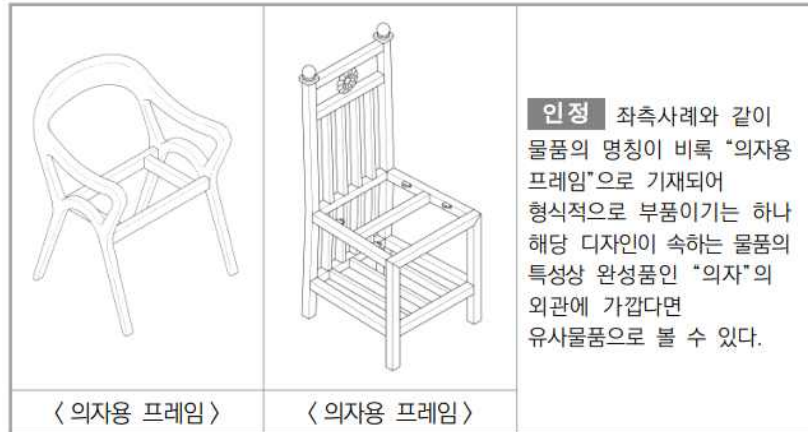 인정 좌측사례와 같이
물품의 명칭이 비록 “의자용
프레임”으로 기재되어
형식적으로 부품이기는 하나
해당 디자인이 속하는 물품의
특성상 완성품인 “의자”의
외관에 가깝다면
유사물품으로 볼 수 있다.
〈 의자용 프레임 〉
〈 의자용 프레임 〉